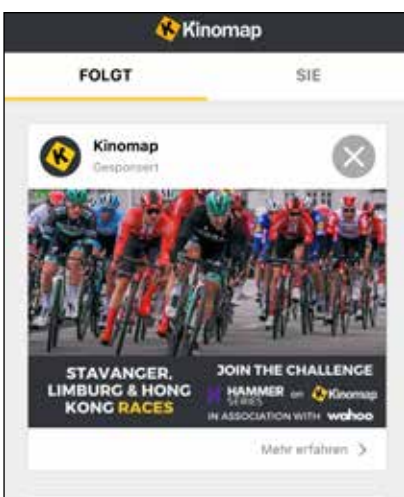 Kinomap
FOLGT SIE
Kinomap
Gesponsert
STAVANGER,
LIMBURG & HONG
KONG RACES
JOIN THE CHALLENGE
HAMMER SERIES on Kinomap
IN ASSOCIATION WITH wahoo
Mehr erfahren >